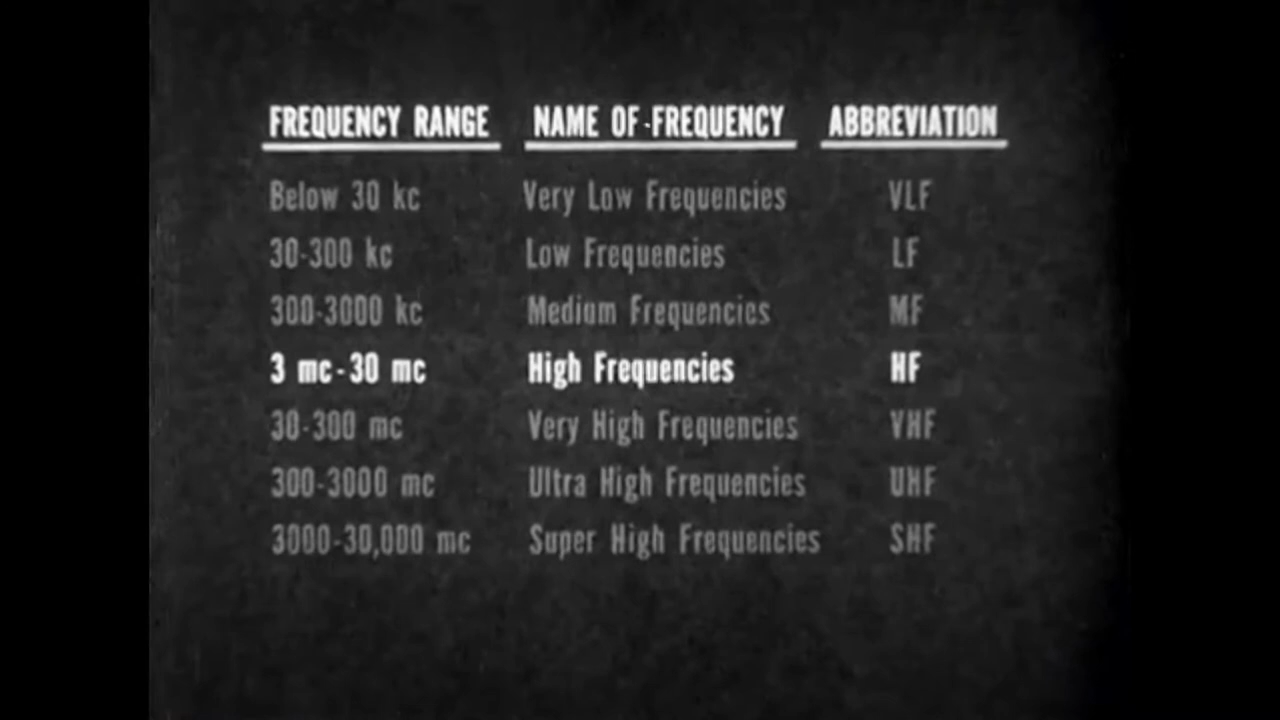 FREQUENCY RANGE NAME OF-FREQUENCY ABBREVIATION
Below 30 kc Very Low Frequencies VLF
30-300 kc Low Frequencies LF
300-3000 kc Medium Frequencies MF
3 mc-30 mc High Frequencies HF
30-300 mc Very High Frequencies VHF
300-3000 mc Ultra High Frequencies UHF
3000-30,000 mc Super High Frequencies SHF